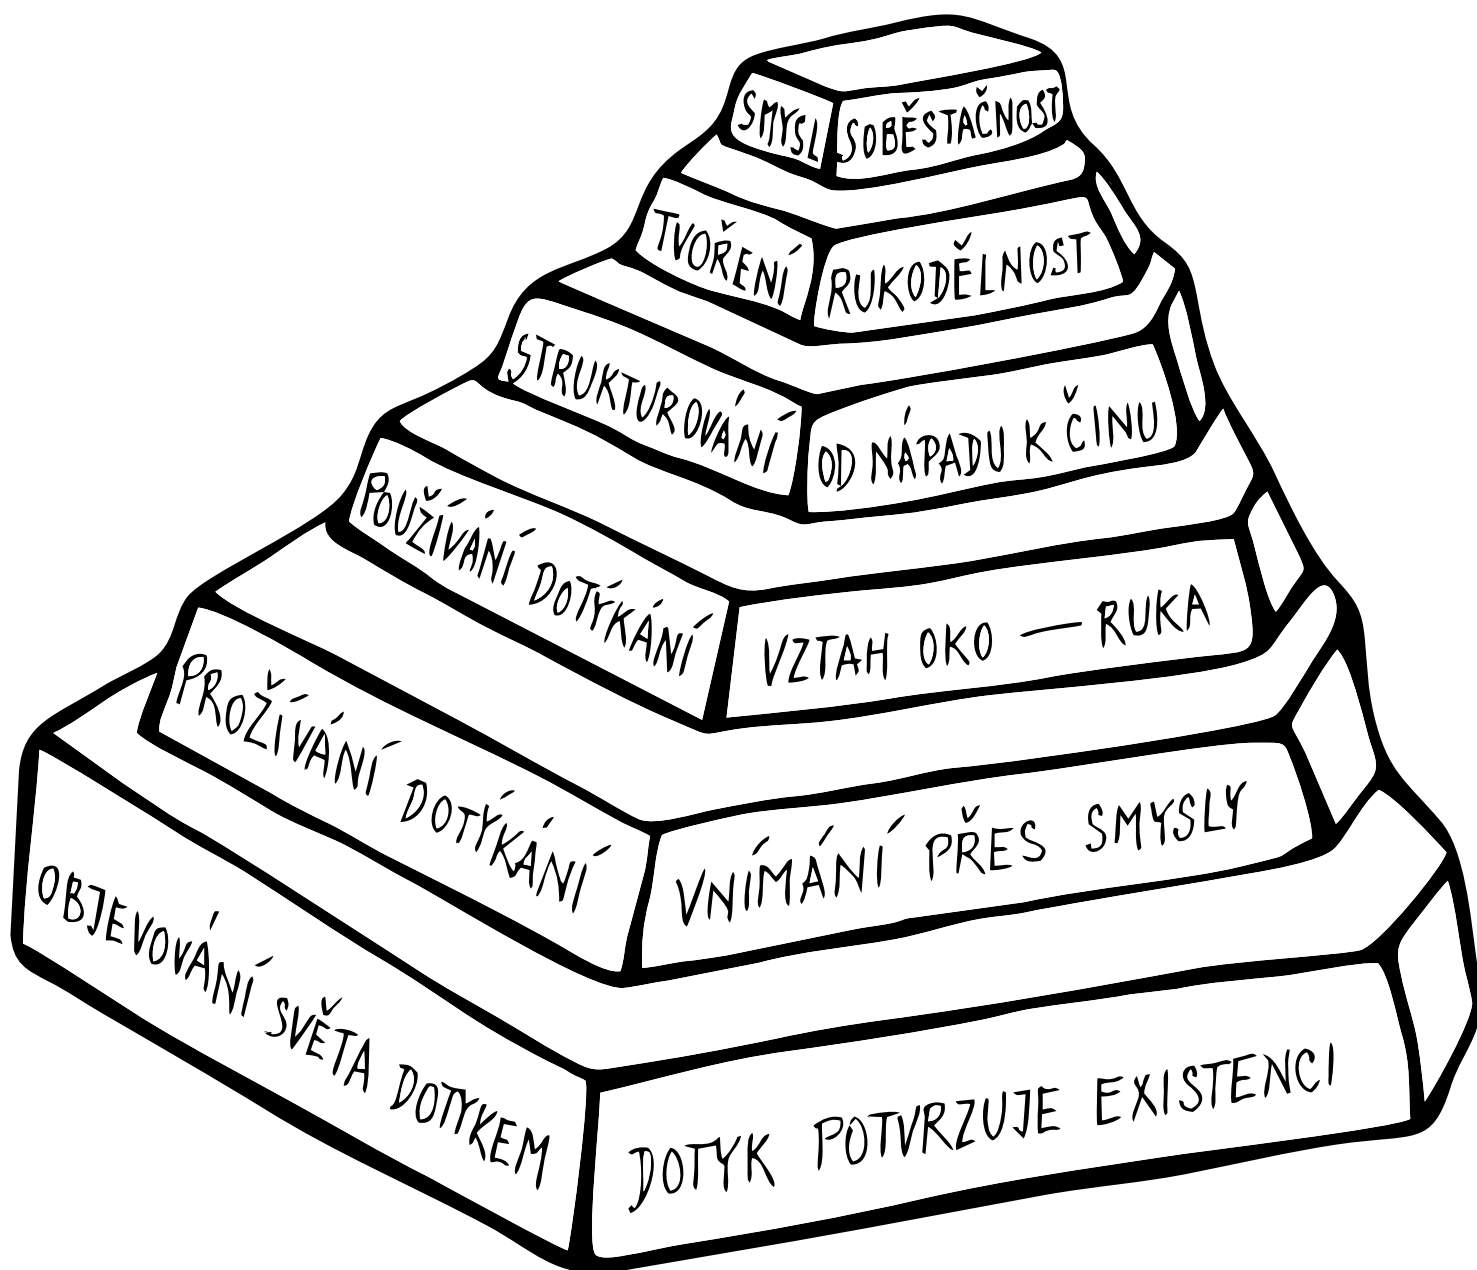 SMYSL
SOBĚSTAČNOST
TVOŘENÍ
RUKODĚLNOST
STRUKTUROVÁNÍ
OD NÁPADU K ČINU
POUŽÍVÁNÍ DOTÝKÁNÍ
VZTAH OKO — RUKA
PROŽÍVÁNÍ DOTÝKÁNÍ
VNÍMÁNÍ PŘES SMYSLY
OBJEVOVÁNÍ SVĚTA DOTYKEM
DOTYK POTVRZUJE EXISTENCI